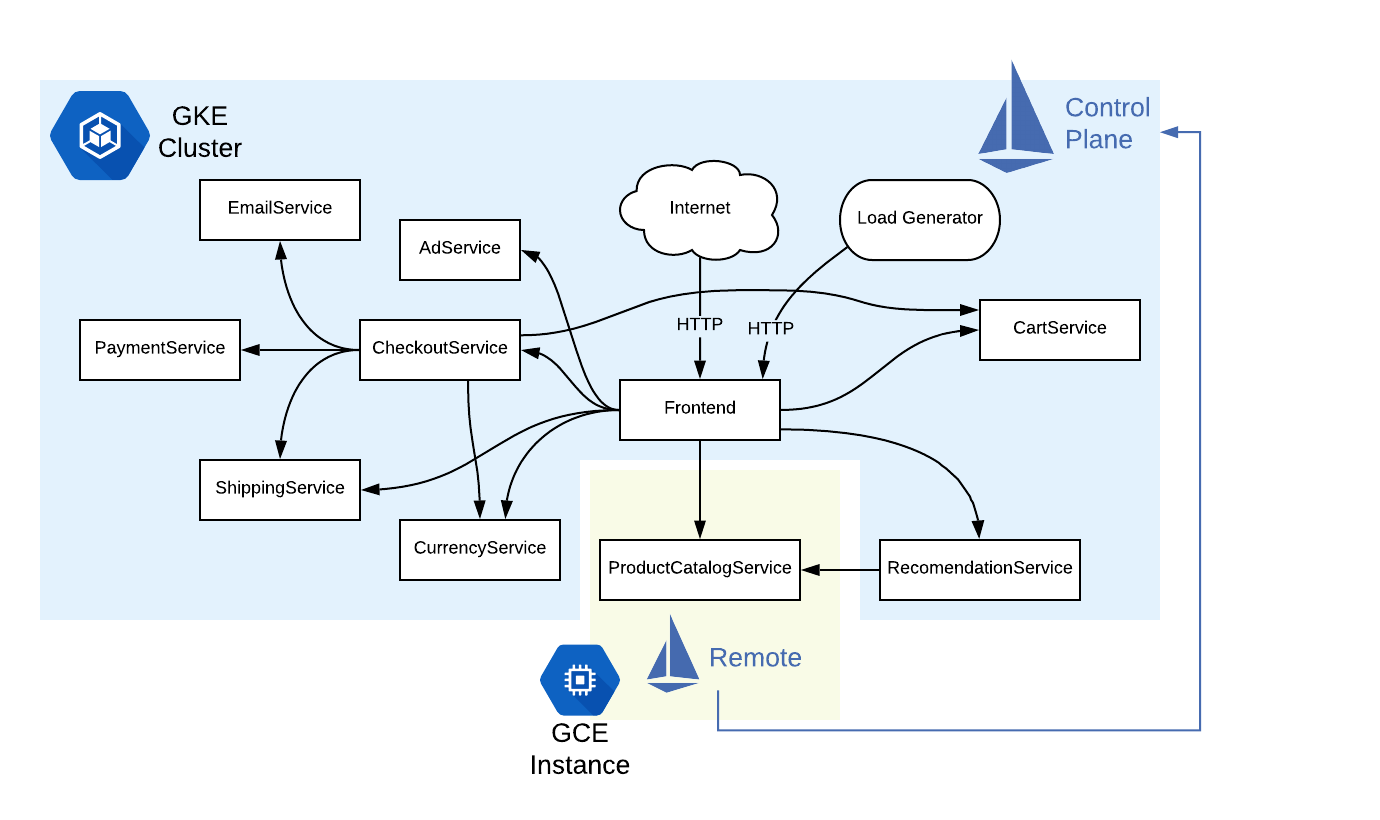 GKE
Cluster
Control
Plane
EmailService
AdService
Internet
Load Generator
PaymentService
CheckoutService
HTTP
HTTP
CartService
Frontend
ShippingService
CurrencyService
ProductCatalogService
RecomendationService
Remote
GCE
Instance